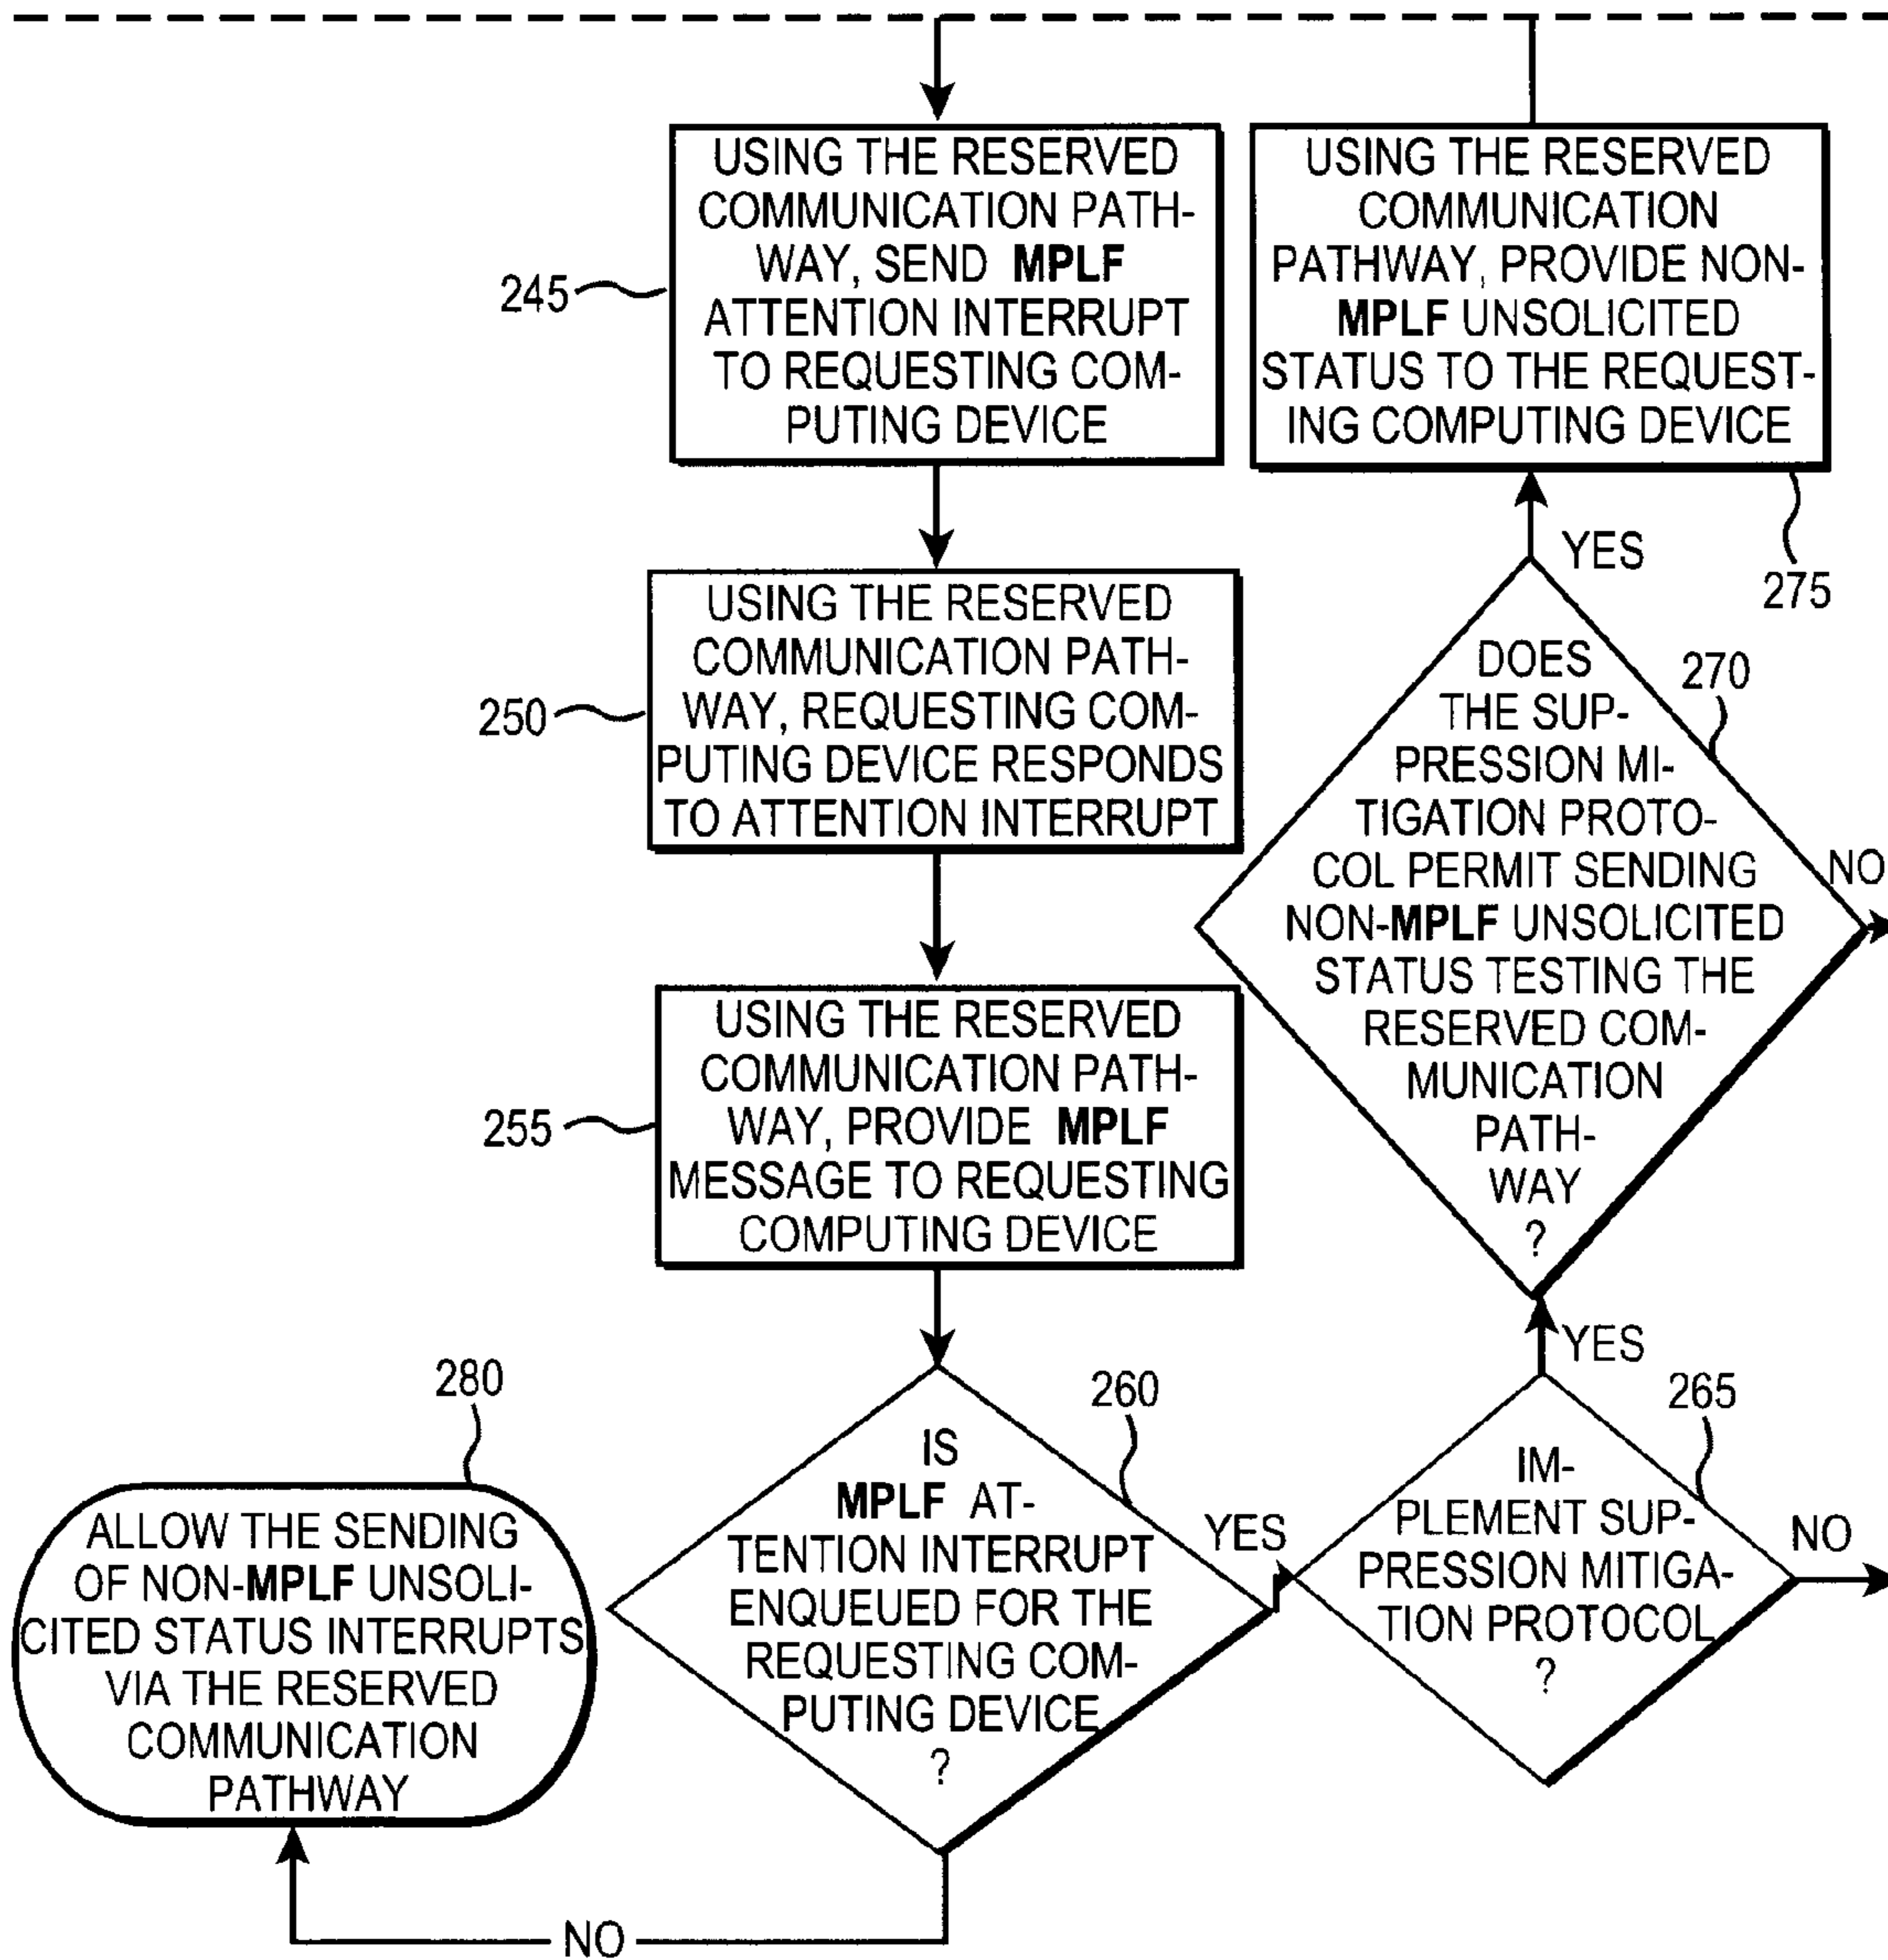 USING THE RESERVED
COMMUNICATION PATH-
WAY, SEND MPLF
ATTENTION INTERRUPT
TO REQUESTING COM-
PUTING DEVICE
245
USING THE RESERVED
COMMUNICATION PATH-
WAY, REQUESTING COM-
PUTING DEVICE RESPONDS
TO ATTENTION INTERRUPT
250
USING THE RESERVED
COMMUNICATION PATH-
WAY, PROVIDE MPLF
MESSAGE TO REQUESTING
COMPUTING DEVICE
255
IS
MPLF AT-
TENTION INTERRUPT
ENQUEUED FOR THE
REQUESTING COM-
PUTING DEVICE
?
260
YES
NO
280
ALLOW THE SENDING
OF NON-MPLF UNSOLI-
CITED STATUS INTERRUPTS
VIA THE RESERVED
COMMUNICATION
PATHWAY
IM-
PLEMENT SUP-
PRESSION MITIGA-
TION PROTOCOL
?
265
NO
YES
DOES
THE SUP-
PRESSION MI-
TIGATION PROTO-
COL PERMIT SENDING
NON-MPLF UNSOLICITED
STATUS TESTING THE
RESERVED COM-
MUNICATION
PATH-
WAY
?
270
NO
YES
USING THE RESERVED
COMMUNICATION
PATHWAY, PROVIDE NON-
MPLF UNSOLICITED
STATUS TO THE REQUEST-
ING COMPUTING DEVICE
275